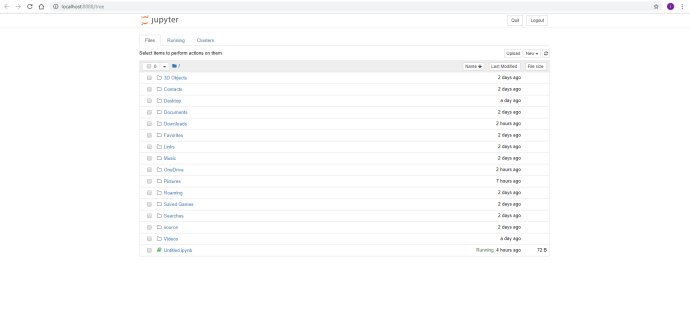 localhost:8888/tree
jupyter
Quit Logout
Files Running Clusters
Select items to perform actions on them.
Upload New
0 / Name Last Modified File size
3D Objects 2 days ago
Contacts 2 days ago
Desktop a day ago
Documents 2 days ago
Downloads 2 hours ago
Favorites 2 days ago
Links 2 days ago
Music 2 days ago
OneDrive 2 hours ago
Pictures 7 hours ago
Roaming 2 days ago
Saved Games 2 days ago
Searches 2 days ago
source 2 days ago
Videos a day ago
Untitled.ipynb Running 4 hours ago 72 B